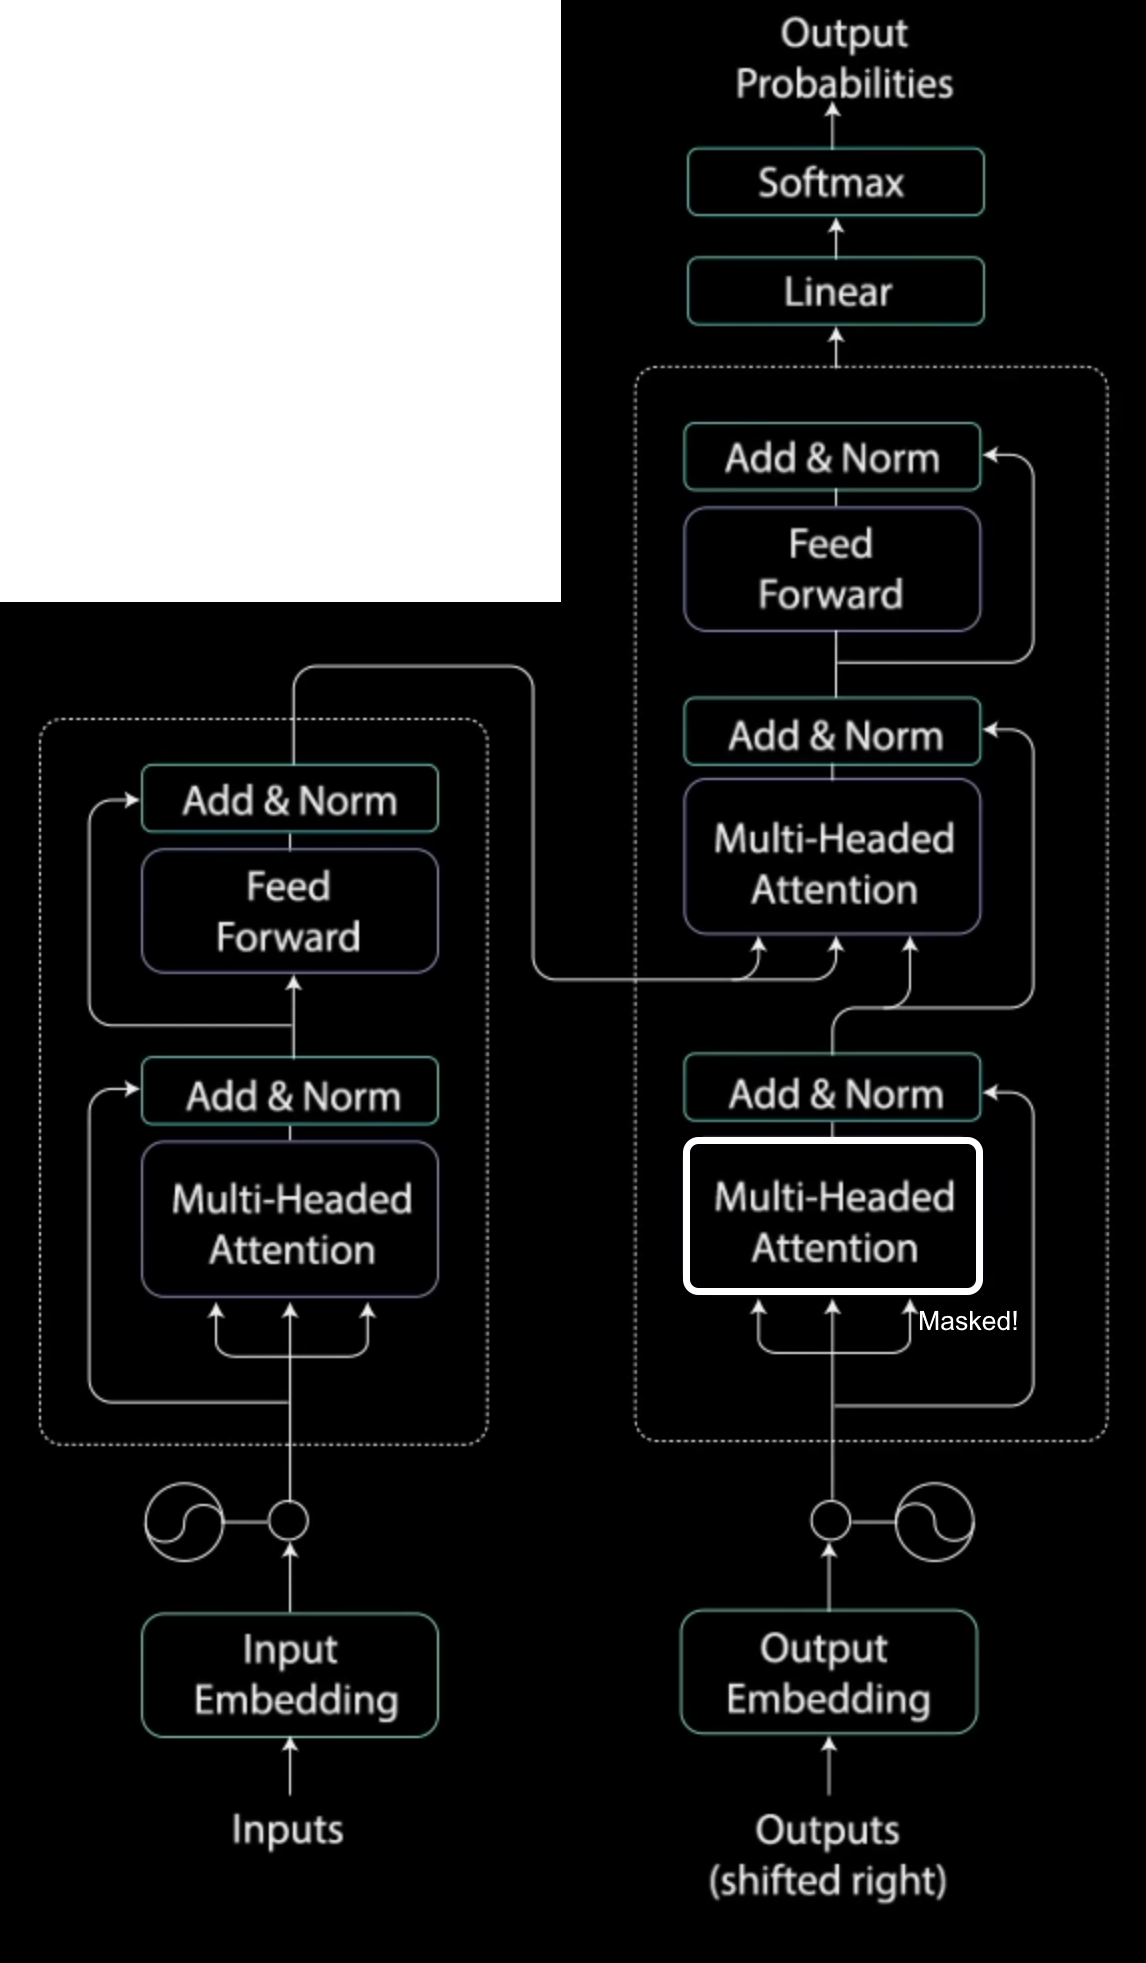 Output
Probabilities
Softmax
Linear
Add & Norm
Feed
Forward
Add & Norm
Multi-Headed
Attention
Add & Norm
Multi-Headed
Attention
Masked!
Add & Norm
Feed
Forward
Add & Norm
Multi-Headed
Attention
Input
Embedding
Inputs
Output
Embedding
Outputs
(shifted right)